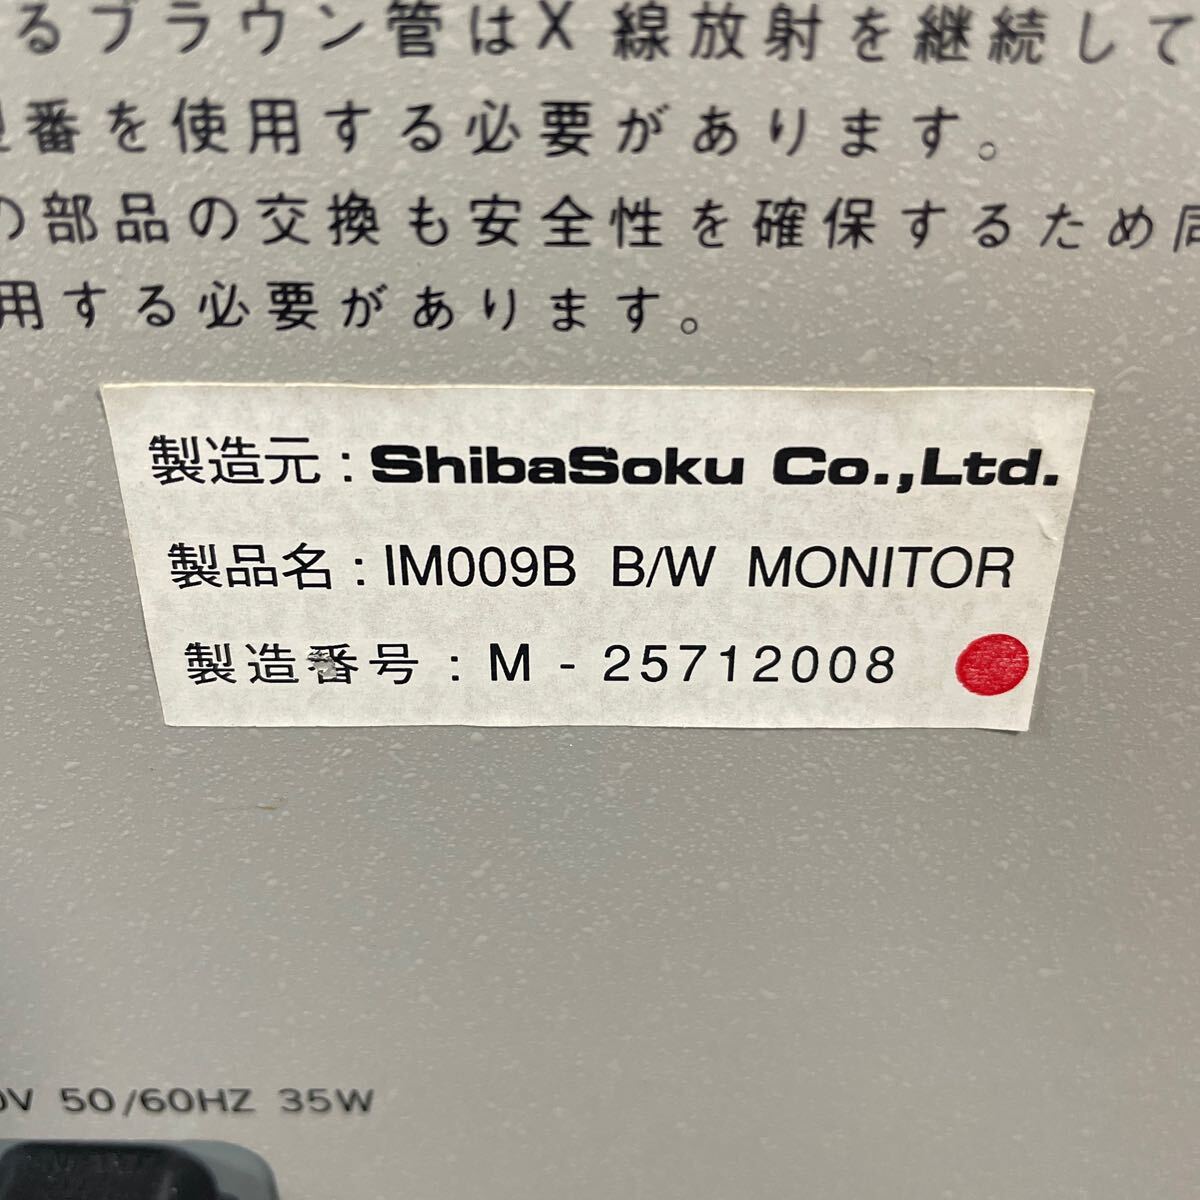 るブラウン管はX 線放射を継続して
番を使用する必要があります。
の部品の交換も安全性を確保するため同
用する必要があります。
製造元 : ShibaSoku Co.,Ltd.
製品名 : IM009B B/W MONITOR
製造番号 : M - 25712008
0V 50/60HZ 35W